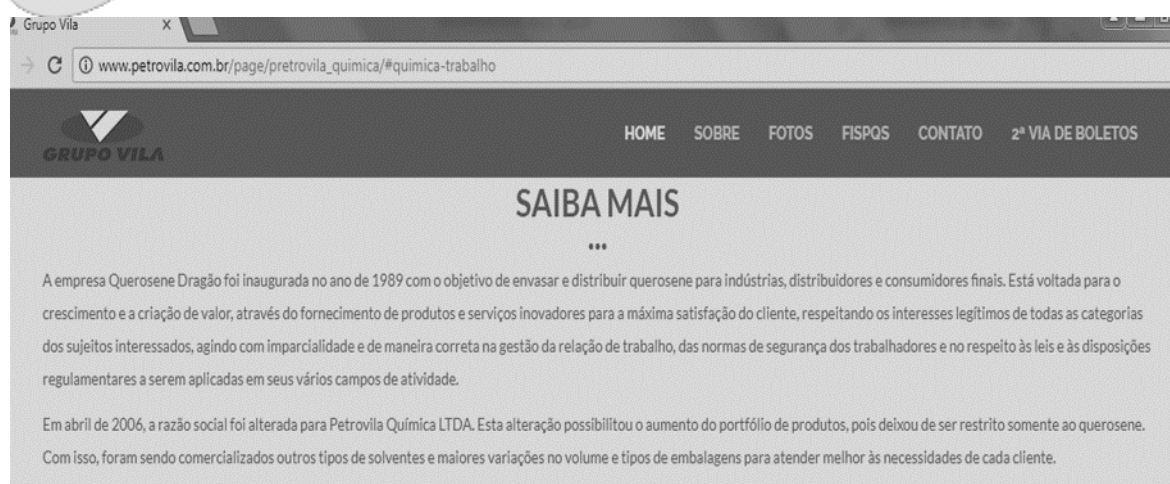 Grupo Vila
www.petrovila.com.br/page/pretrovila_quimica/#quimica-trabalho
GRUPO VILA
HOME SOBRE FOTOS FISPQS CONTATO 2ª VIA DE BOLETOS
SAIBA MAIS
A empresa Querosene Dragão foi inaugurada no ano de 1989 com o objetivo de envasar e distribuir querosene para indústrias, distribuidores e consumidores finais. Está voltada para o
crescimento e a criação de valor, através do fornecimento de produtos e serviços inovadores para a máxima satisfação do cliente, respeitando os interesses legítimos de todas as categorias
dos sujeitos interessados, agindo com imparcialidade e de maneira correta na gestão da relação de trabalho, das normas de segurança dos trabalhadores e no respeito às leis e às disposições
regulamentares a serem aplicadas em seus vários campos de atividade.
Em abril de 2006, a razão social foi alterada para Petrovila Química LTDA. Esta alteração possibilitou o aumento do portfólio de produtos, pois deixou de ser restrito somente ao querosene.
Com isso, foram sendo comercializados outros tipos de solventes e maiores variações no volume e tipos de embalagens para atender melhor às necessidades de cada cliente.